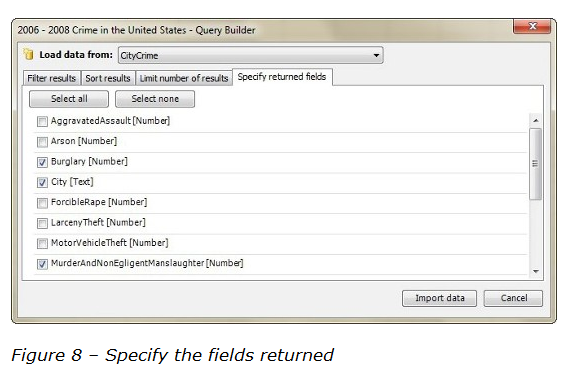 2006 - 2008 Crime in the United States - Query Builder
Load data from: CityCrime
Filter results Sort results Limit number of results Specify returned fields
Select all Select none
AggravatedAssault [Number]
Arson [Number]
Burglary [Number]
City [Text]
ForcibleRape [Number]
LarcenyTheft [Number]
MotorVehicleTheft [Number]
MurderAndNonEgligentManslaughter [Number]
Import data Cancel
Figure 8 – Specify the fields returned